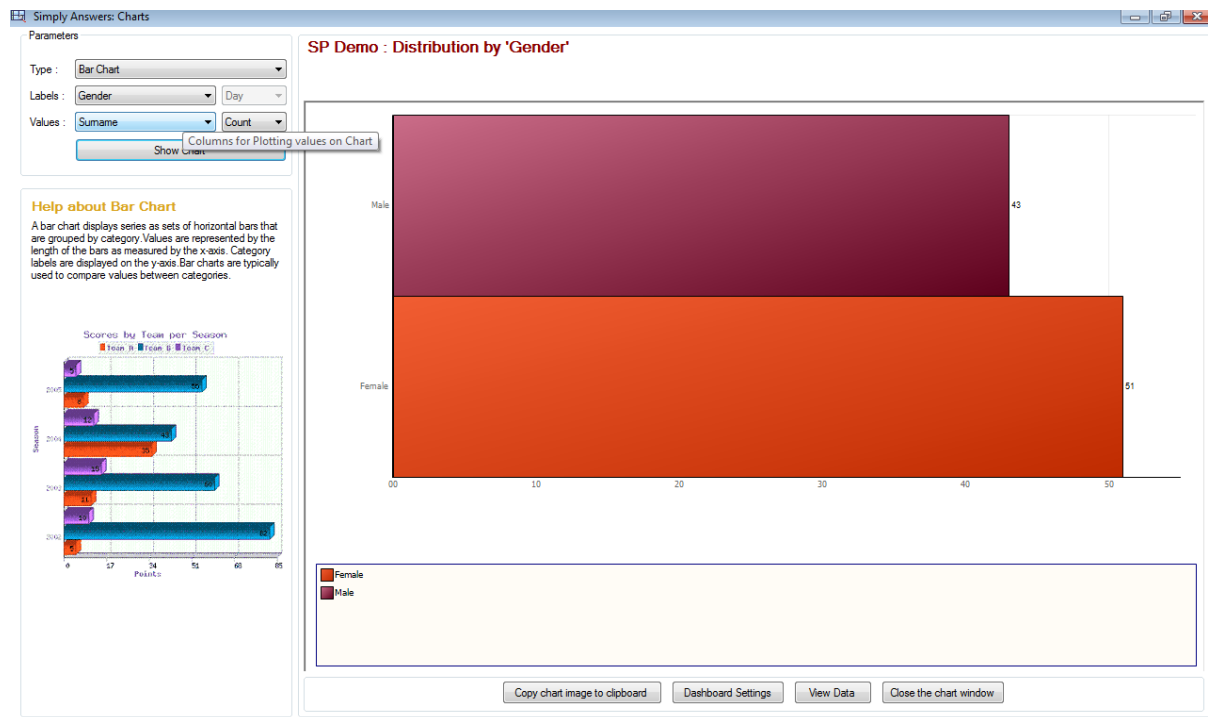 Simply Answers: Charts
Parameters
Type :
Bar Chart
Labels :
Gender
Day
Values :
Surname
Count
Columns for Plotting values on Chart
Show Chart
Help about Bar Chart
A bar chart displays series as sets of horizontal bars that
are grouped by category.Values are represented by the
length of the bars as measured by the x-axis. Category
labels are displayed on the y-axis.Bar charts are typically
used to compare values between categories.
Scores by Team per Season
Team A Team B Team C
Season
2005
2002
0 17 34 51 68 85
Points
SP Demo : Distribution by 'Gender'
Male
43
Female
51
00 10 20 30 40 50
Female
Male
Copy chart image to clipboard
Dashboard Settings
View Data
Close the chart window